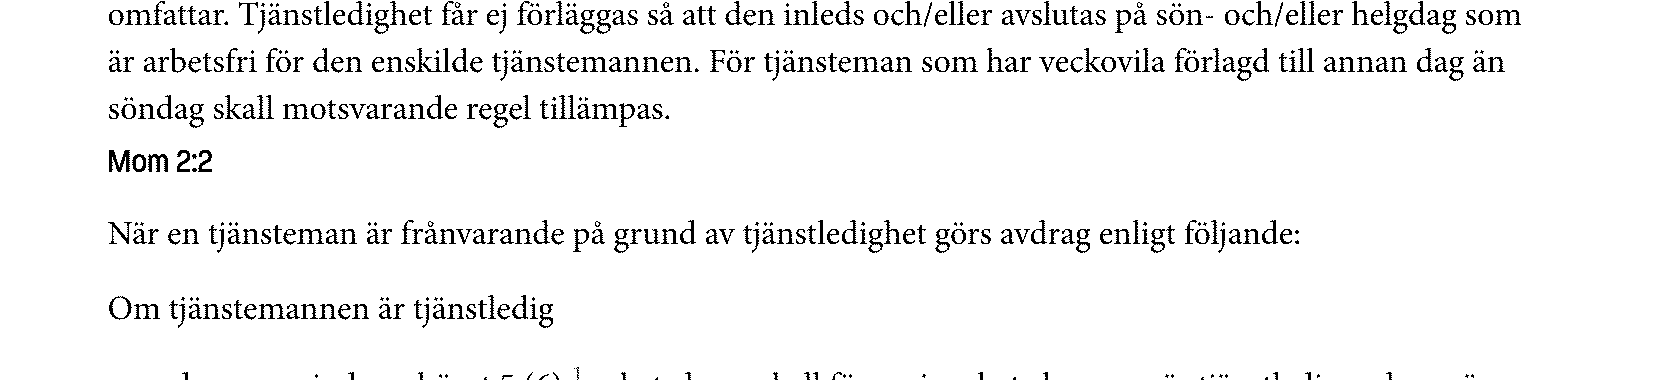 omfattar. Tjänstledighet får ej förläggas så att den inleds och/eller avslutas på sön- och/eller helgdag som
är arbetsfri för den enskilde tjänstemannen. För tjänsteman som har veckovila förlagd till annan dag än
söndag skall motsvarande regel tillämpas.
Mom 2:2
När en tjänsteman är frånvarande på grund av tjänstledighet görs avdrag enligt följande:
Om tjänstemannen är tjänstledig